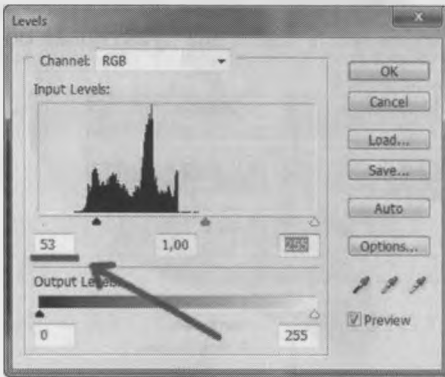 Levels
Channel: RGB
OK
Input Levels:
Cancel
Load...
Save...
Auto
53 1,00 255
Options...
Output Levels:
Preview
0 255